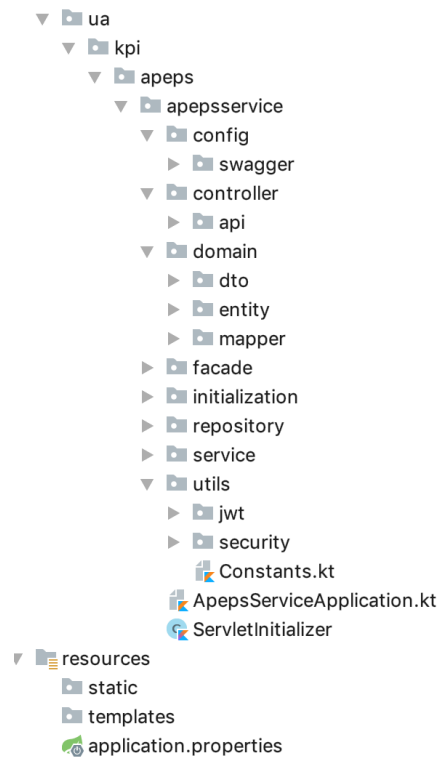 ua
kpi
apeps
apepsservice
config
swagger
controller
api
domain
dto
entity
mapper
facade
initialization
repository
service
utils
jwt
security
Constants.kt
ApepsServiceApplication.kt
ServletInitializer
resources
static
templates
application.properties